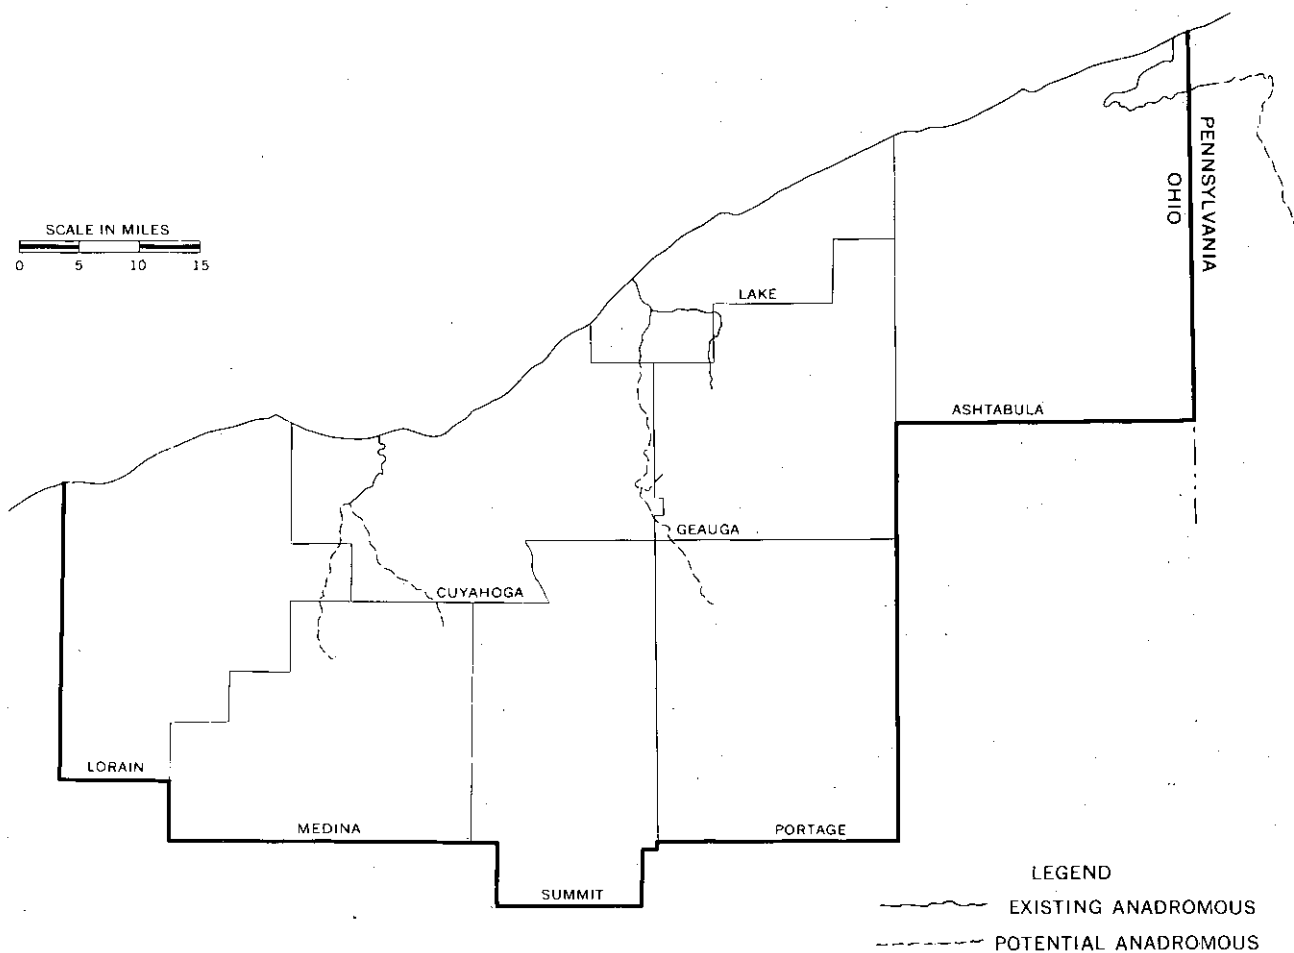 PENNSYLVANIA
OHIO
SCALE IN MILES
0 5 10 15
LAKE
ASHTABULA
GEAUGA
CUYAHOGA
LORAIN
MEDINA
PORTAGE
SUMMIT
LEGEND
EXISTING ANADROMOUS
POTENTIAL ANADROMOUS